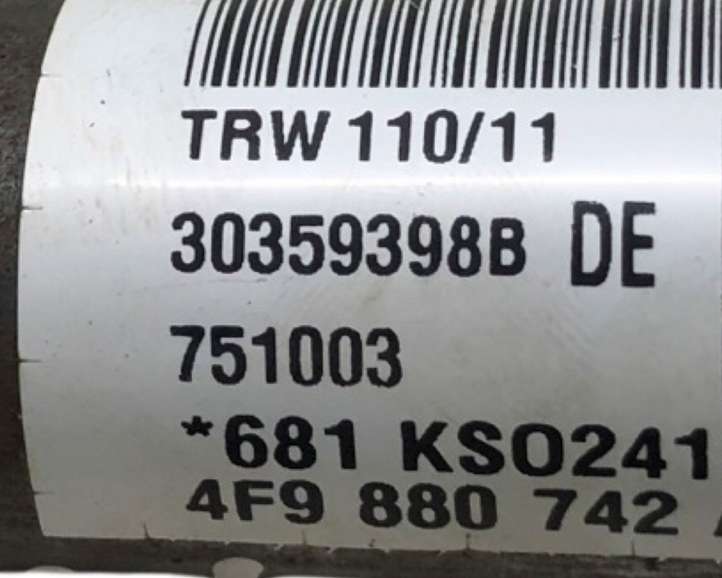 TRW 110/11
30359398B DE
751003
*681 KSO241
4F9 880 742